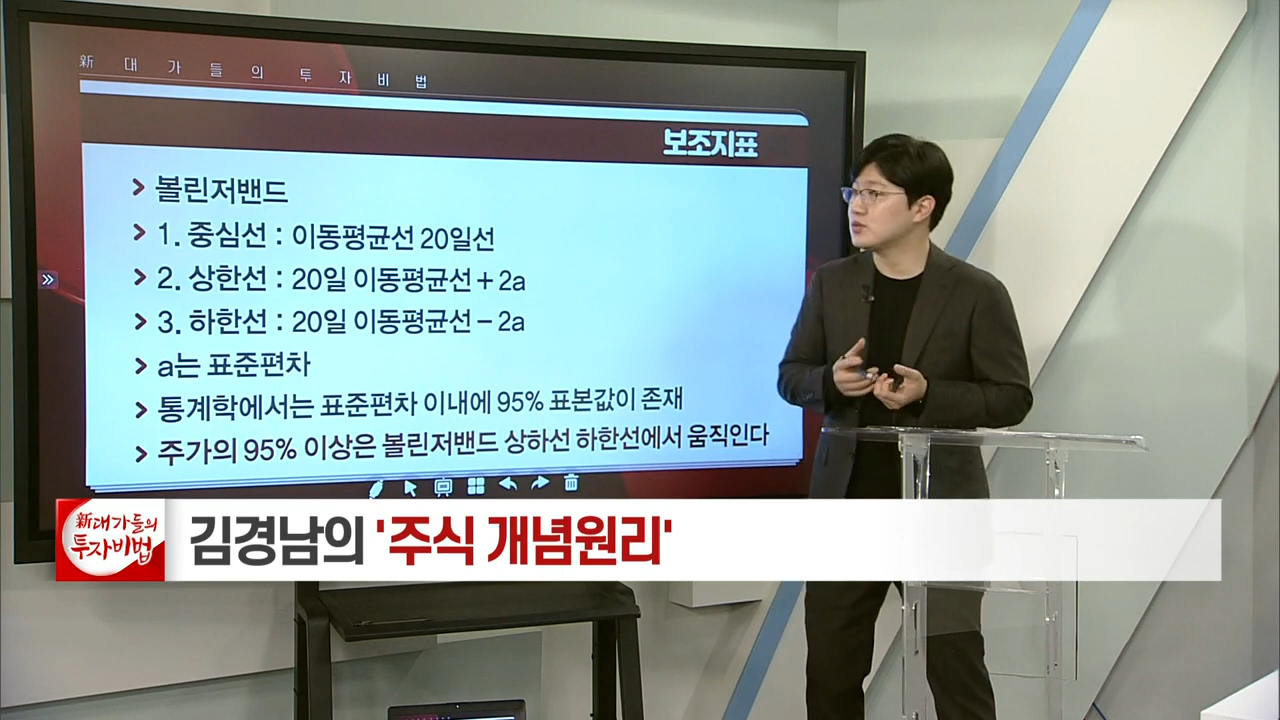 新 대 가 들 의 투 자 비 법
보조지표
볼린저밴드
1. 중심선 : 이동평균선 20일선
2. 상한선 : 20일 이동평균선 + 2a
3. 하한선 : 20일 이동평균선 - 2a
a는 표준편차
통계학에서는 표준편차 이내에 95% 표본값이 존재
주가의 95% 이상은 볼린저밴드 상하선 하한선에서 움직인다
新대가들의
투자비법
김경남의 '주식 개념원리'